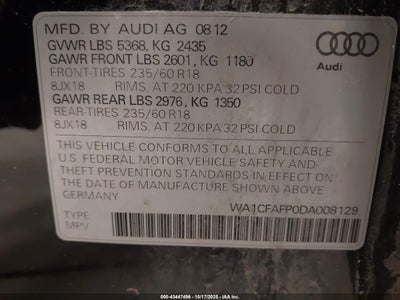 MFD. BY AUDI AG 08 12
GVWR LBS 5368, KG 2435
GAWR FRONT LBS 2601, KG 1180
FRONT-TIRES 235/60 R18
8JX18 RIMS, AT 220 KPA 32 PSI COLD
GAWR REAR LBS 2976, KG 1350
REAR-TIRES 235/60 R18
8JX18 RIMS, AT 220 KPA 32 PSI COLD
Audi
THIS VEHICLE CONFORMS TO ALL APPLICABLE
U.S. FEDERAL MOTOR VEHICLE SAFETY AND
THEFT PREVENTION STANDARDS IN EFFECT ON
THE DATE OF MANUFACTURE SHOWN ABOVE
GERMANY
WA1CFAFP0DA008129
TYPE
MPV
000-43447496 - 10/17/2025 - IAA Inc.